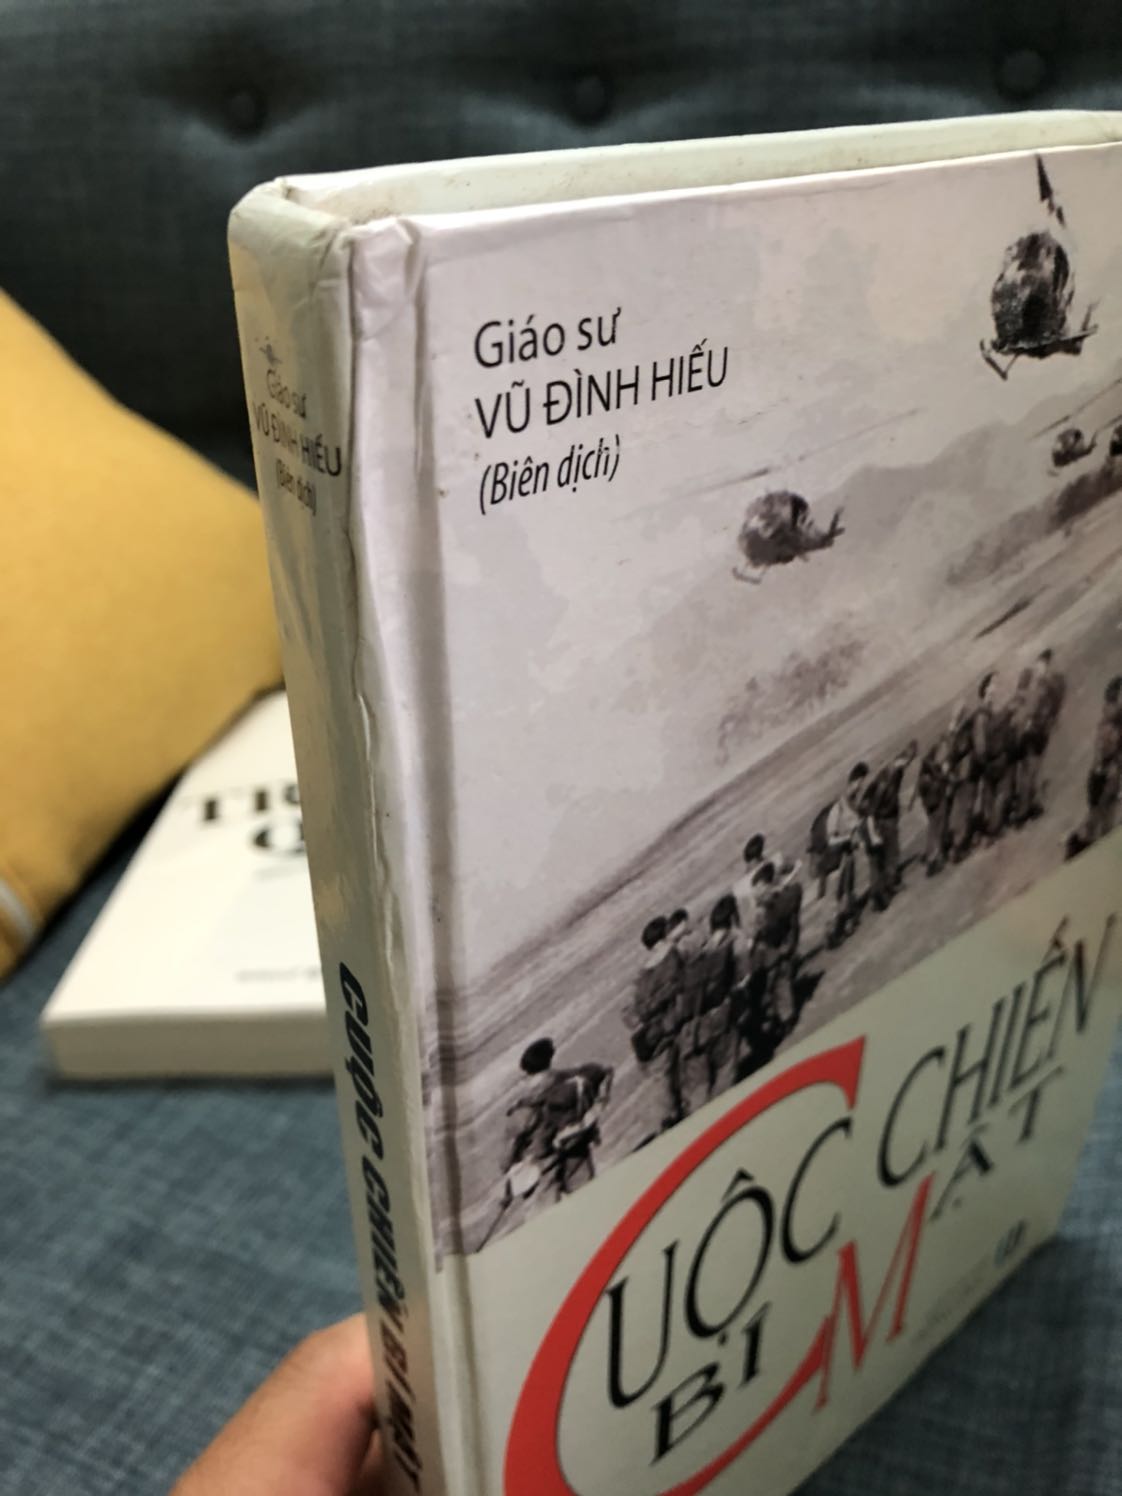 Giáo sư
VŨ ĐÌNH HIẾU
(Biên dịch)
CUỘC CHIẾN
BÍ MẬT
Giáo sư
VŨ ĐÌNH HIẾU
(Biên dịch)
CUỘC CHIẾN BÍ MẬT